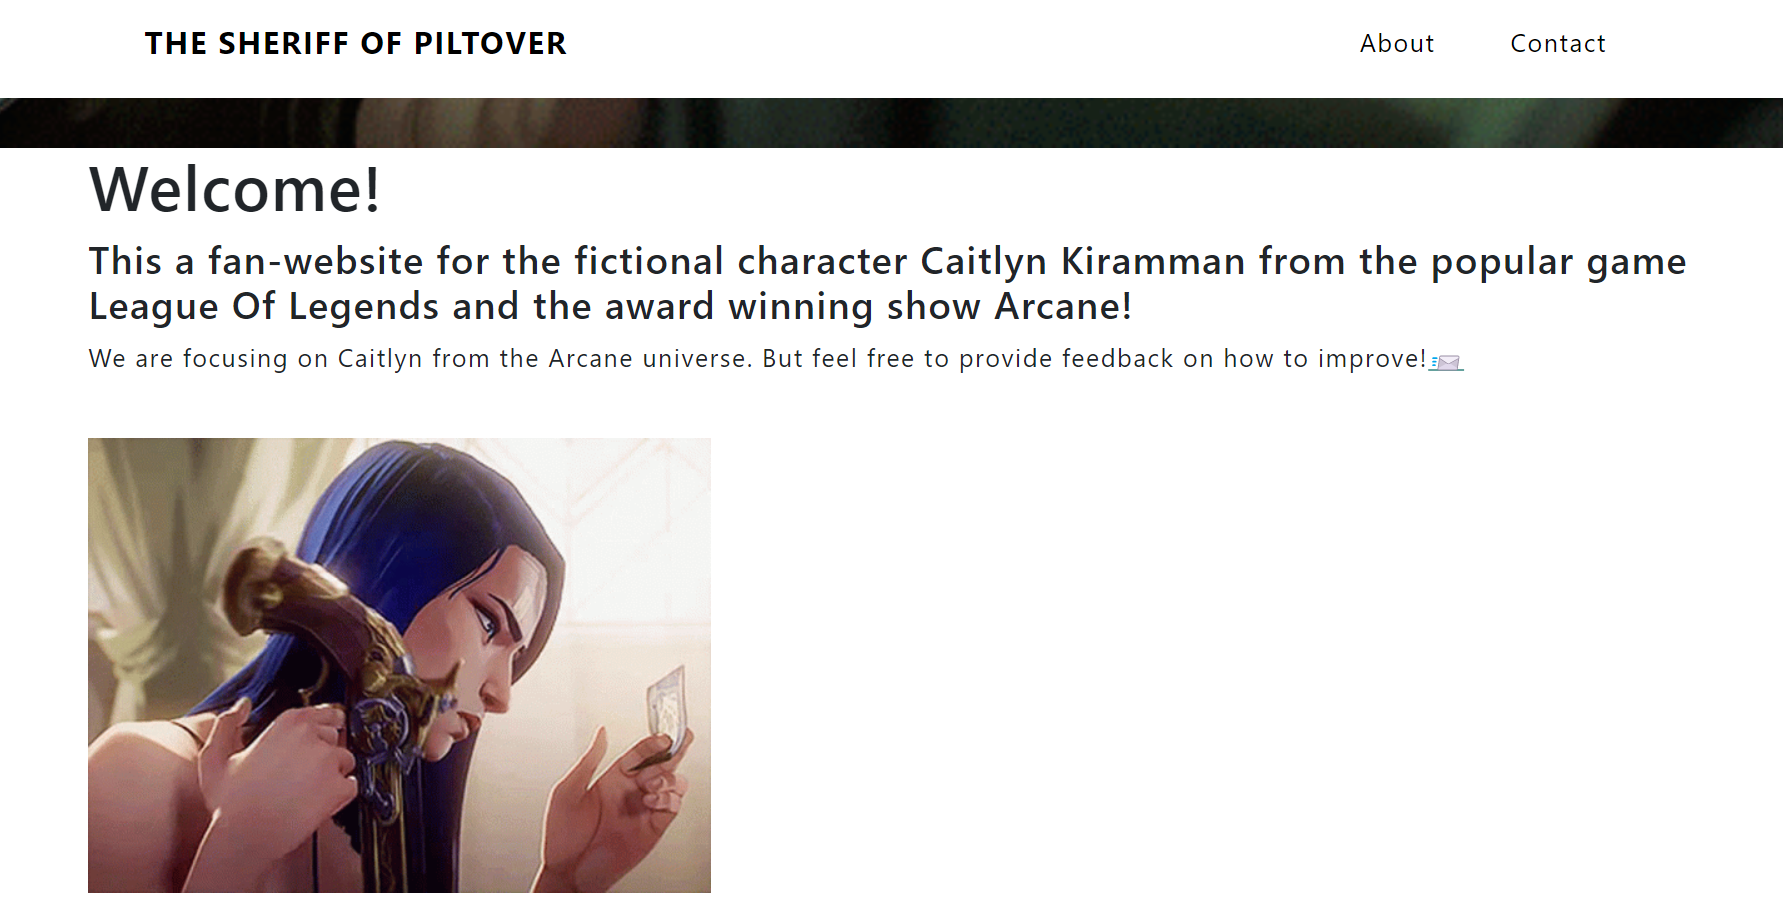 THE SHERIFF OF PILTOVER
About
Contact
Welcome!
This a fan-website for the fictional character Caitlyn Kiramman from the popular game
League Of Legends and the award winning show Arcane!
We are focusing on Caitlyn from the Arcane universe. But feel free to provide feedback on how to improve!📨